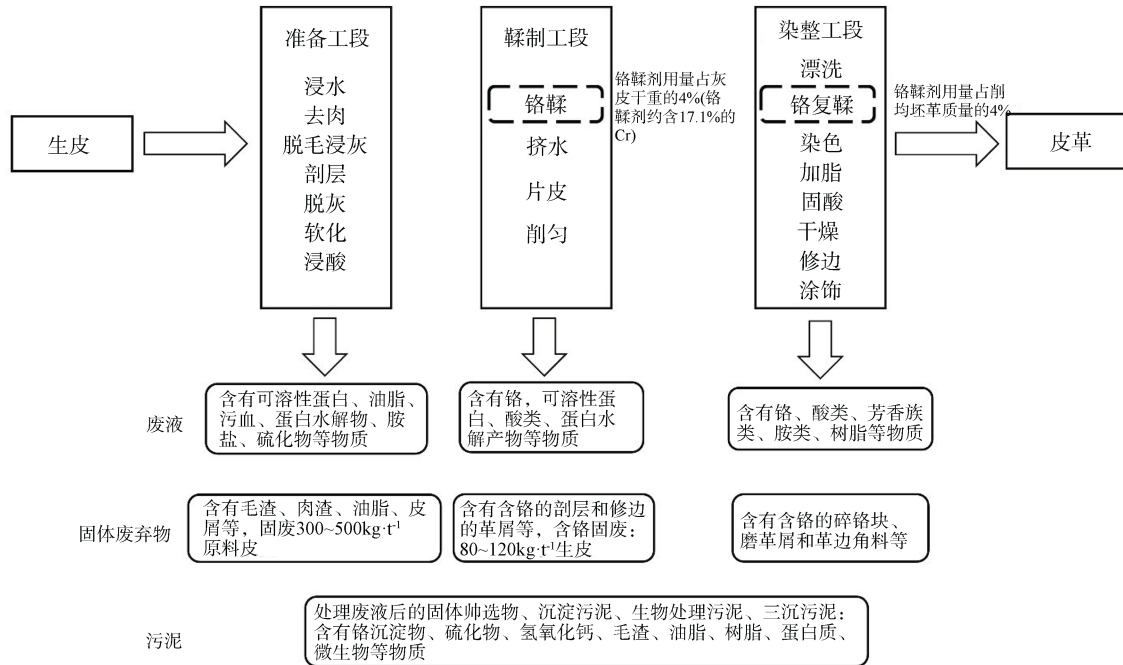 生皮
准备工段
浸水
去肉
脱毛浸灰
剖层
脱灰
软化
浸酸
鞣制工段
铬鞣
挤水
片皮
削匀
铬鞣剂用量占灰
皮干重的4%(铬
鞣剂约含17.1%的
Cr)
染整工段
漂洗
铬复鞣
染色
加脂
固酸
干燥
修边
涂饰
铬鞣剂用量占削
均坯革质量的4%
皮革
废液
含有可溶性蛋白、油脂、
污血、蛋白水解物、胺
盐、硫化物等物质
含有铬，可溶性蛋
白、酸类、蛋白水
解产物等物质
含有铬、酸类、芳香族
类、胺类、树脂等物质
固体废弃物
含有毛渣、肉渣、油脂、皮
屑等，固废300~500kg·t⁻¹
原料皮
含有含铬的剖层和修边
的革屑等，含铬固废：
80~120kg·t⁻¹生皮
含有含铬的碎铬块、
磨革屑和革边角料等
污泥
处理废液后的固体帅选物、沉淀污泥、生物处理污泥、三沉污泥；
含有铬沉淀物、硫化物、氢氧化钙、毛渣、油脂、树脂、蛋白质、
微生物等物质